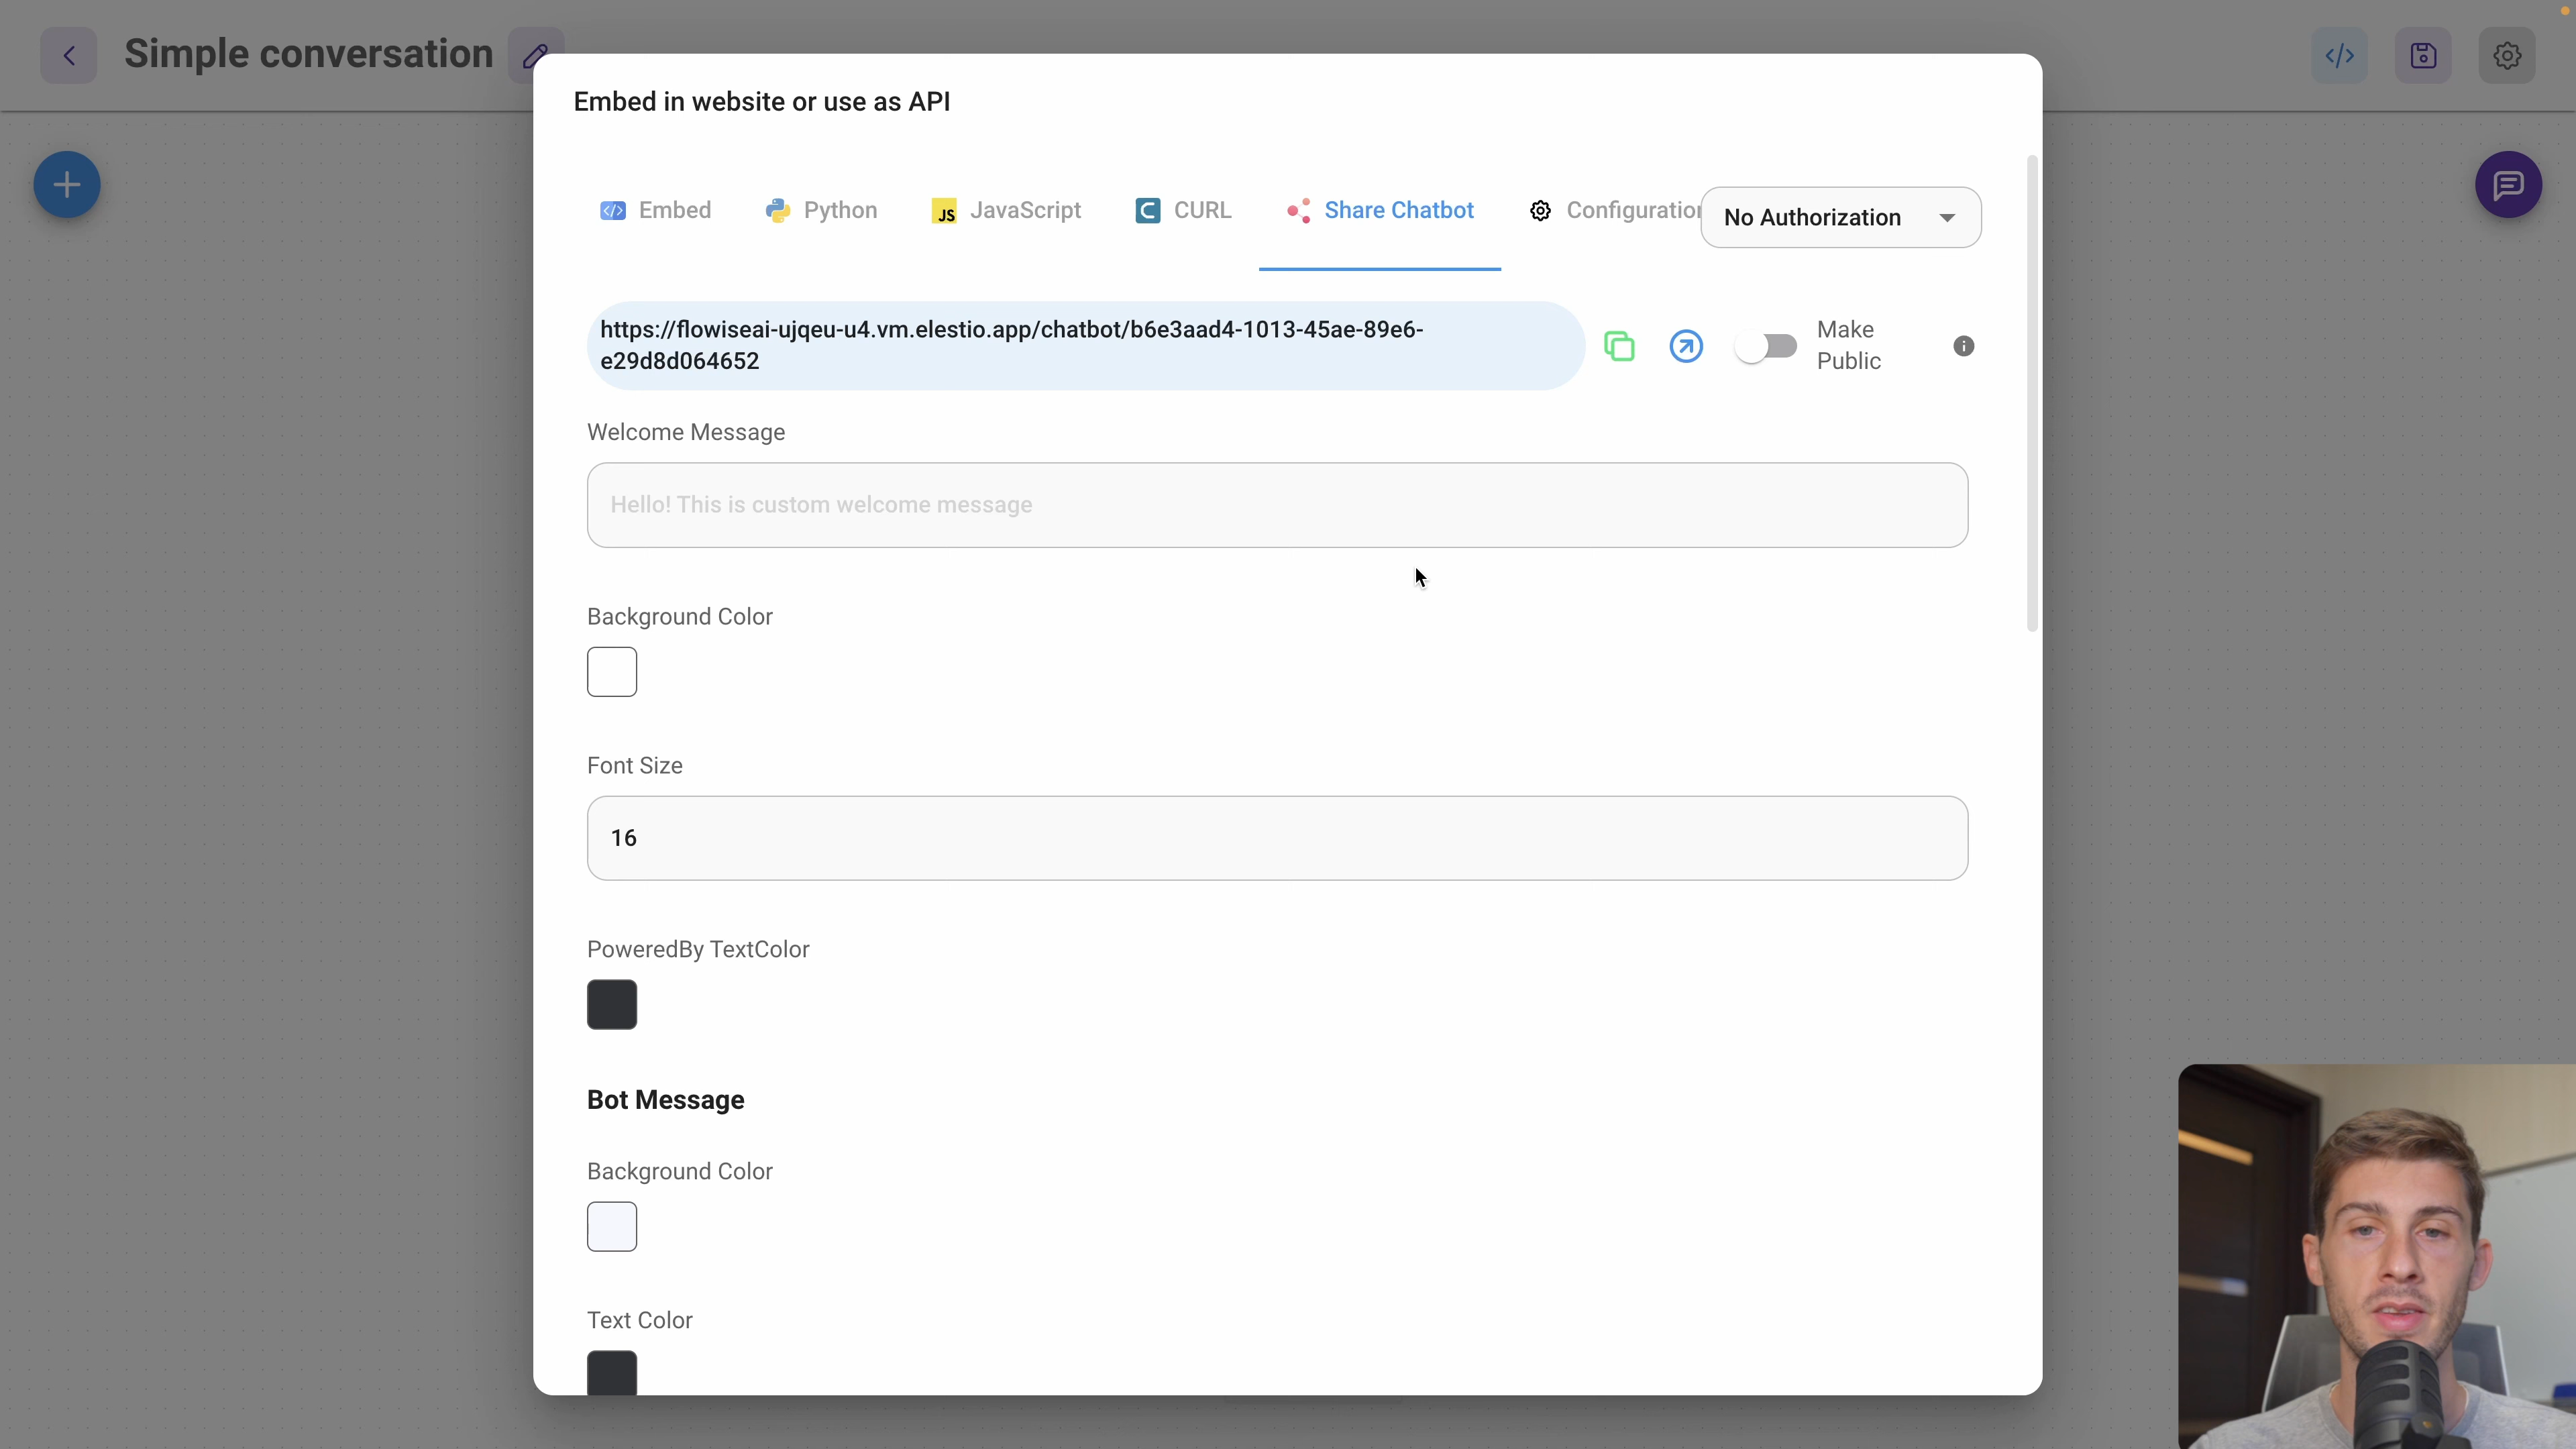 Simple conversation
Embed in website or use as API
Embed
Python
JS
JavaScript
C
CURL
Share Chatbot
Configuration
No Authorization
https://flowiseai-ujqeu-u4.vm.elestio.app/chatbot/b6e3aad4-1013-45ae-89e6-
e29d8d064652
Make
Public
Welcome Message
Hello! This is custom welcome message
Background Color
Font Size
16
PoweredBy TextColor
Bot Message
Background Color
Text Color